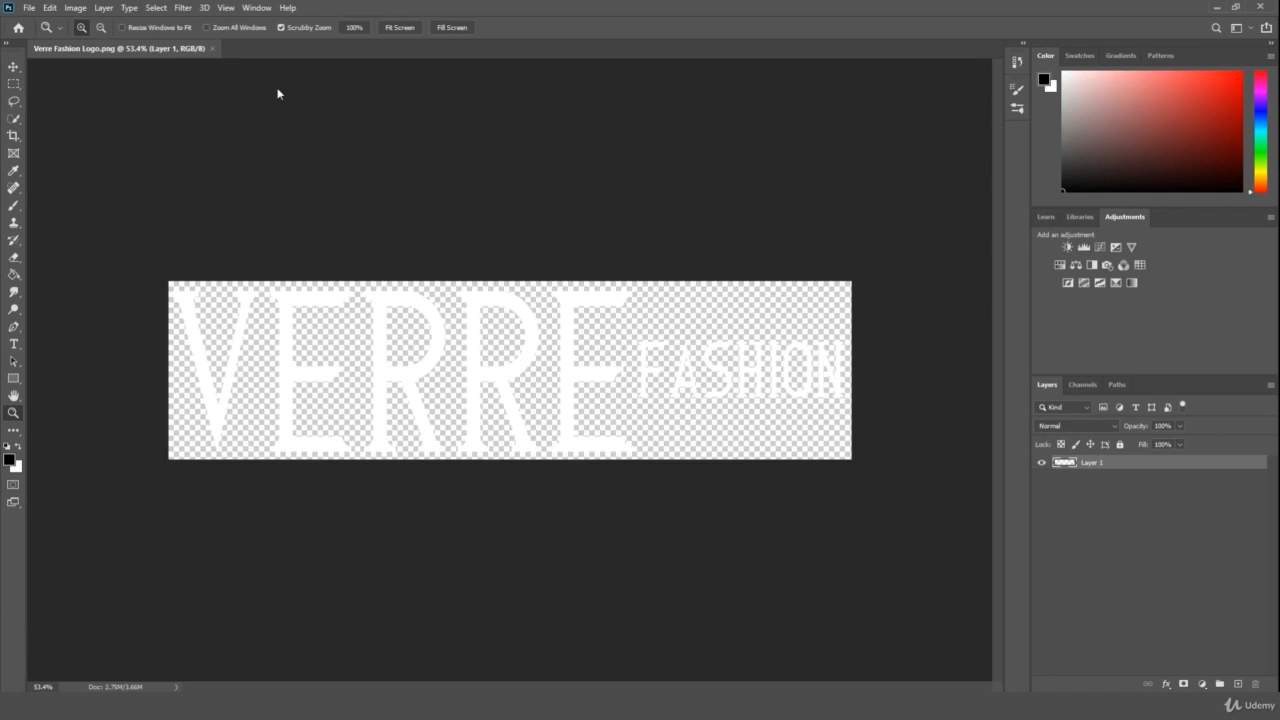 Ps File Edit Image Layer Type Select Filter 3D View Window Help
Resize Windows to Fit Zoom All Windows Scrubby Zoom 100% Fit Screen Fill Screen
Verre Fashion Logo.png @ 53.4% (Layer 1, RGB/8) ×
Color Swatches Gradients Patterns
Learn Libraries Adjustments
Add an adjustment
VERRE FASHION
Layers Channels Paths
Kind
Normal Opacity: 100%
Lock: Fill: 100%
Layer 1
53.4% Doc: 2.75M/3.66M
Udemy